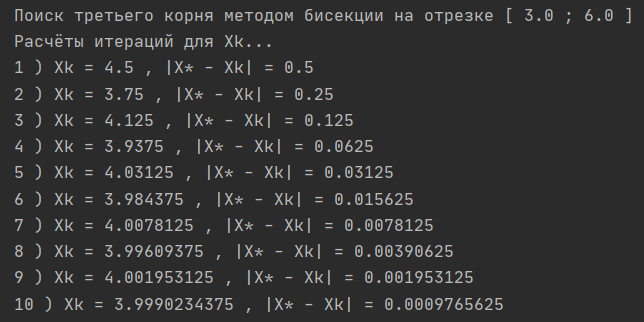 Поиск третьего корня методом бисекции на отрезке [ 3.0 ; 6.0 ]
Расчёты итераций для Xk...
1 ) Xk = 4.5 , |X* - Xk| = 0.5
2 ) Xk = 3.75 , |X* - Xk| = 0.25
3 ) Xk = 4.125 , |X* - Xk| = 0.125
4 ) Xk = 3.9375 , |X* - Xk| = 0.0625
5 ) Xk = 4.03125 , |X* - Xk| = 0.03125
6 ) Xk = 3.984375 , |X* - Xk| = 0.015625
7 ) Xk = 4.0078125 , |X* - Xk| = 0.0078125
8 ) Xk = 3.99609375 , |X* - Xk| = 0.00390625
9 ) Xk = 4.001953125 , |X* - Xk| = 0.001953125
10 ) Xk = 3.9990234375 , |X* - Xk| = 0.0009765625